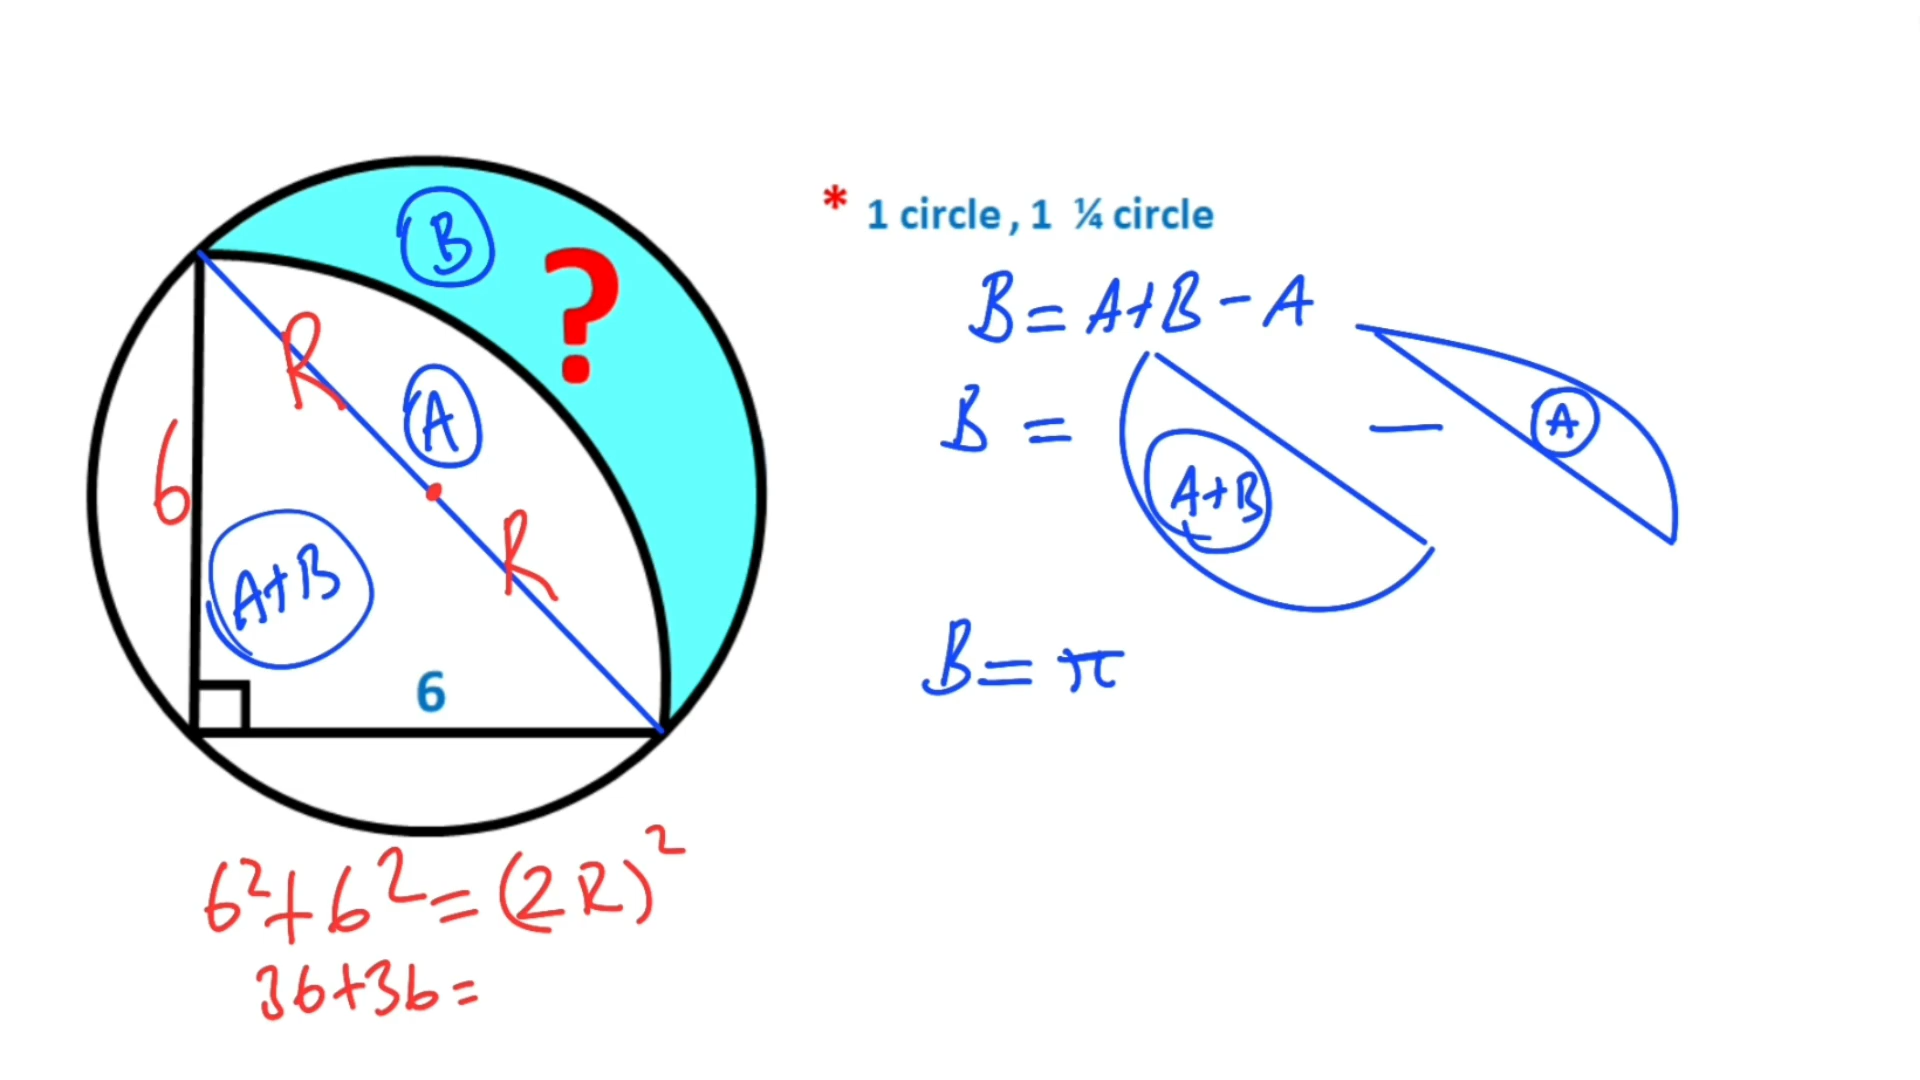 B
?
R
A
6
R
A+B
6
6²+6²=(2R)²
36+36=
* 1 circle , 1 ¼ circle
B=A+B-A
B = A+B - A
B=π